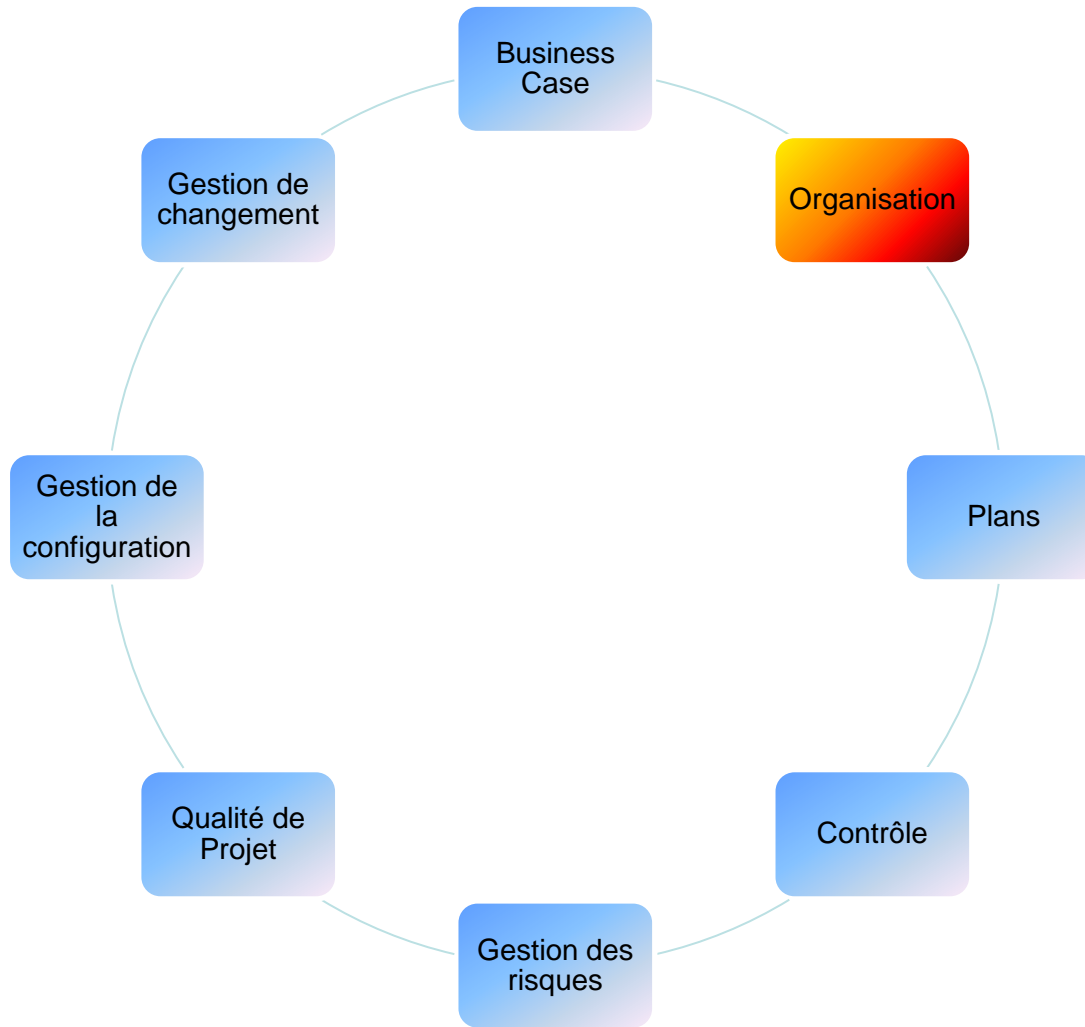 Business
Case
Organisation
Plans
Contrôle
Gestion des
risques
Qualité de
Projet
Gestion de
la
configuration
Gestion de
changement